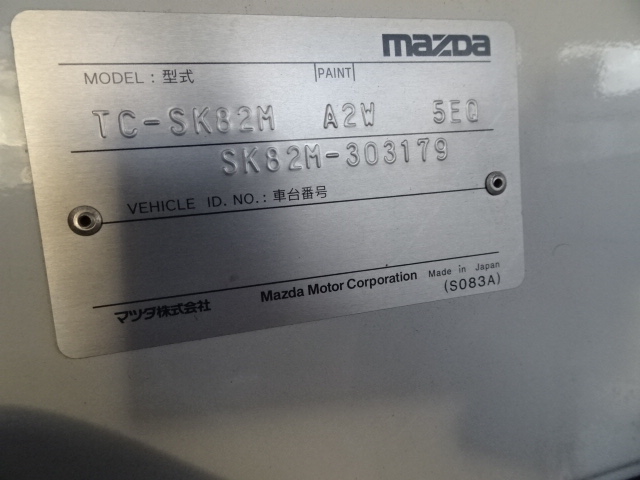 mazda
MODEL : 型式 PAINT
TC-SK82M A2W 5EQ
SK82M-303179
VEHICLE ID. NO. : 車台番号
マツダ株式会社 Mazda Motor Corporation Made in Japan
(S083A)